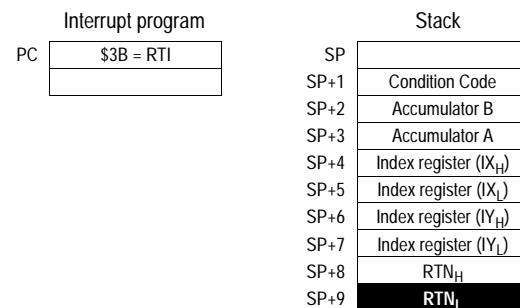 Interrupt program
PC $3B = RTI
Stack
SP
SP+1 Condition Code
SP+2 Accumulator B
SP+3 Accumulator A
SP+4 Index register (IXH)
SP+5 Index register (IXL)
SP+6 Index register (IYH)
SP+7 Index register (IYL)
SP+8 RTNH
SP+9 RTNL